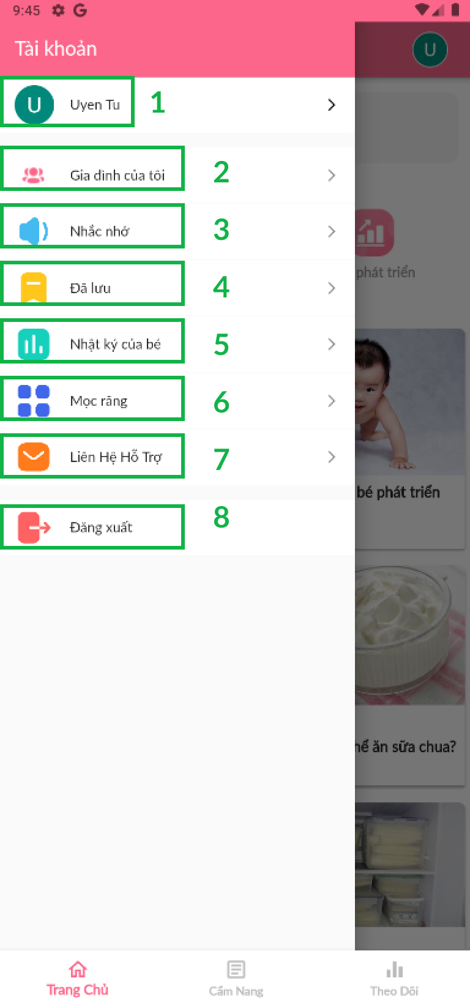 9:45
Tài khoản
U
U
Uyen Tu
1
Gia đình của tôi
2
Nhắc nhở
3
phát triển
Đã lưu
4
Nhật ký của bé
5
Mọc răng
6
Liên Hệ Hỗ Trợ
7
bé phát triển
Đăng xuất
8
ăn sữa chua?
Trang Chủ
Cẩm Nang
Theo Dõi